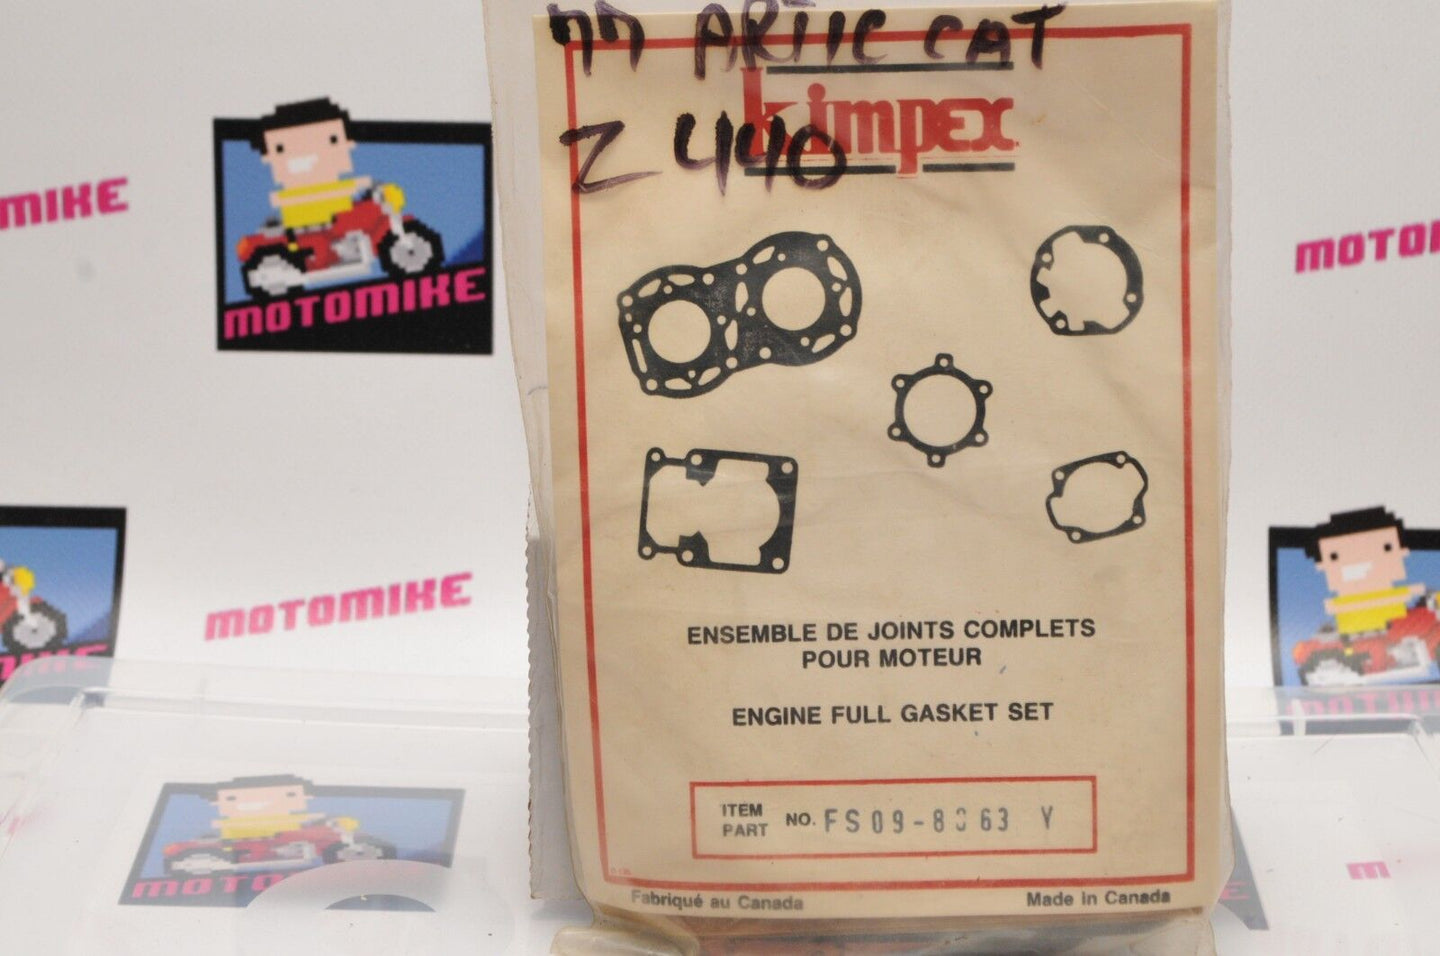 77 ARTIC CAT
kimpex
Z 440
MOTOMIKE
MOTOMIKE
MOTOMIKE
ENSEMBLE DE JOINTS COMPLETS
POUR MOTEUR
ENGINE FULL GASKET SET
ITEM
PART NO. FS09-8063 Y
Fabriqué au Canada
Made in Canada